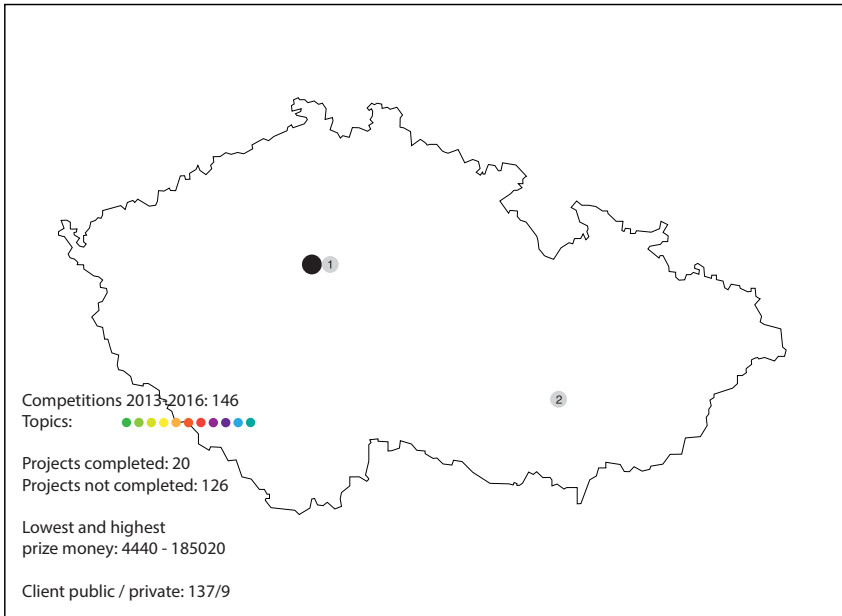 1
2
Competitions 2013-2016: 146
Topics:
Projects completed: 20
Projects not completed: 126
Lowest and highest
prize money: 4440 - 185020
Client public / private: 137/9